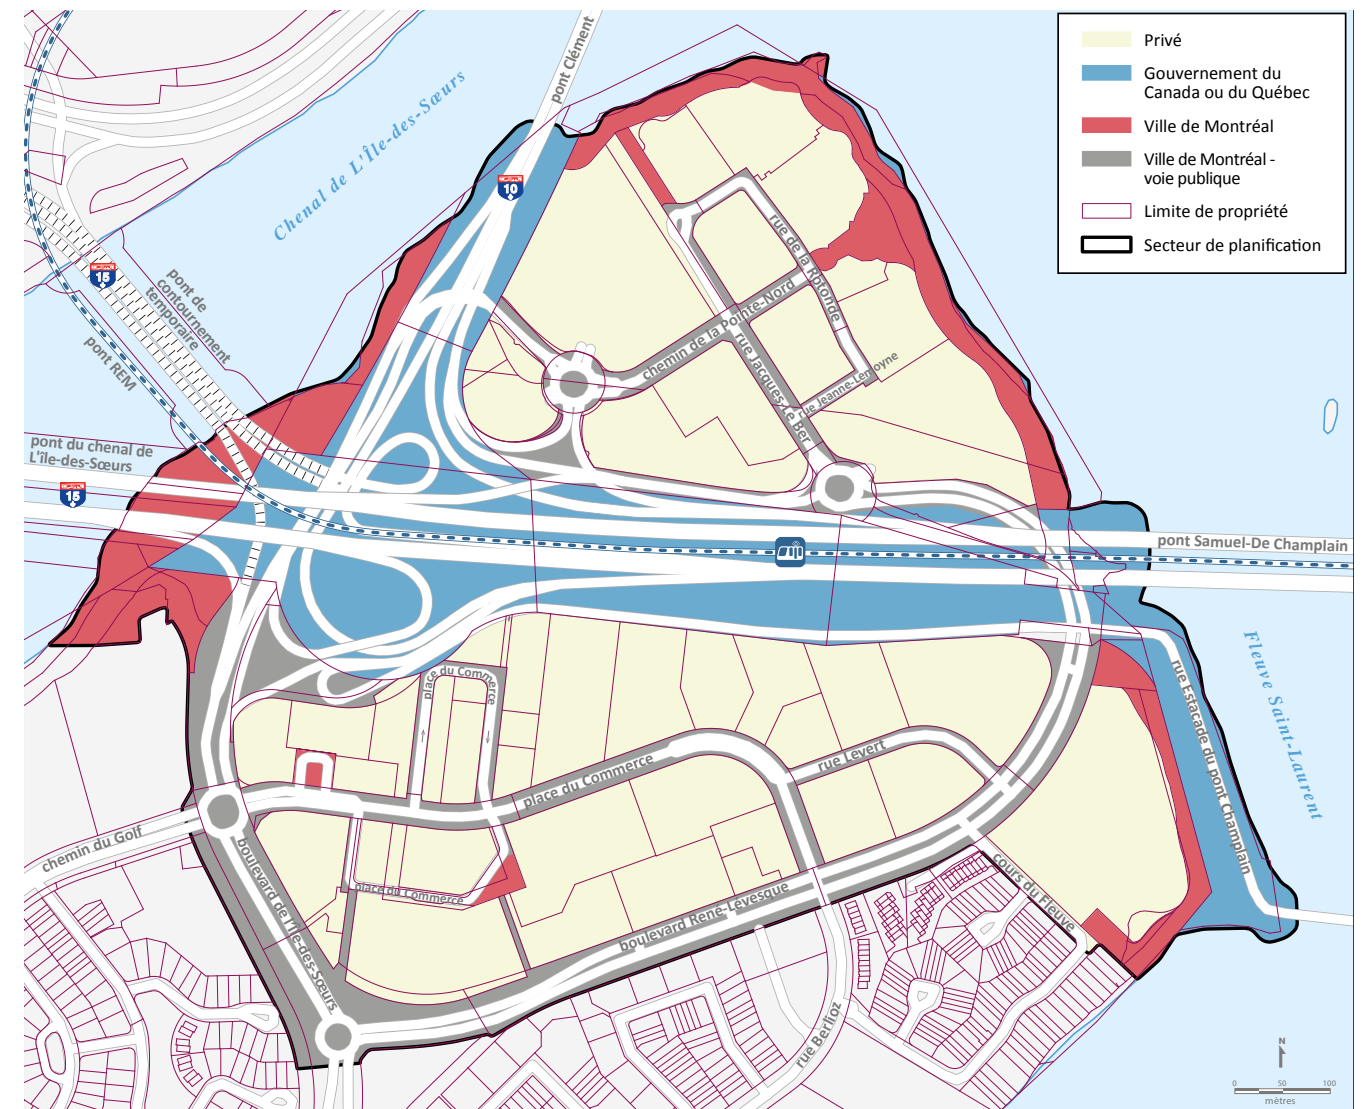 Privé
Gouvernement du
Canada ou du Québec
Ville de Montréal
Ville de Montréal -
voie publique
Limite de propriété
Secteur de planification
pont Clément
Chenal de L'Île-des-Sœurs
10
15
pont de
contournement
temporaire
pont REM
rue de la Rotonde
chemin de la Pointe-Nord
rue Jacques-Le Ber
rue Jeanne-Lemoyne
pont du chenal de
L'île-des-Sœurs
15
pont Samuel-De Champlain
Fleuve Saint-Laurent
rue Estacade du pont Champlain
place du Commerce
place du Commerce
rue Levert
chemin du Golf
boulevard de l'Île-des-Sœurs
place du Commerce
boulevard René-Lévesque
cours du Fleuve
rue Berlioz
N
0 50 100
mètres